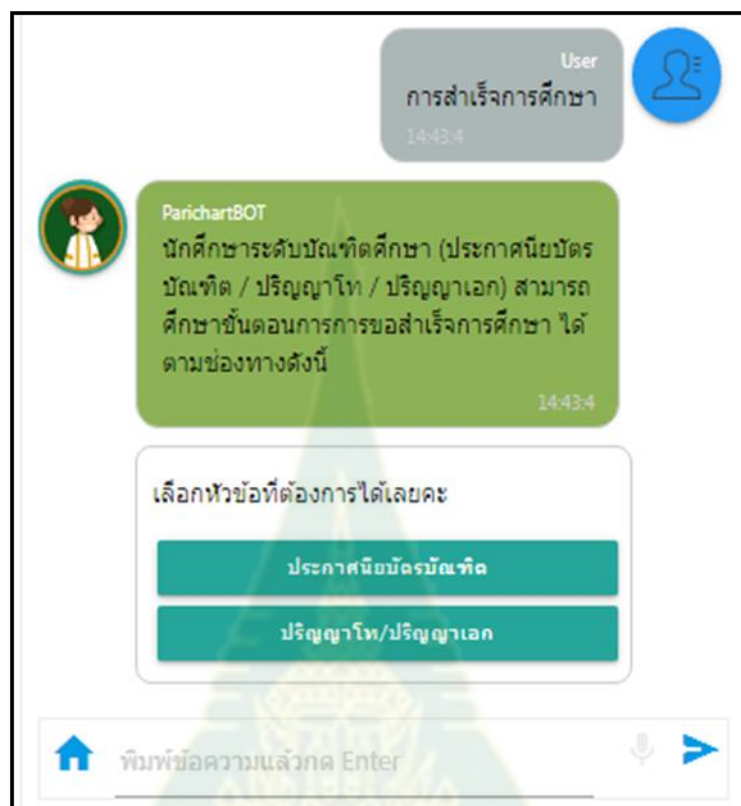 User
การสำเร็จการศึกษา
14:43:4
ParichartBOT
นักศึกษาระดับบัณฑิตศึกษา (ประกาศนียบัตร
บัณฑิต / ปริญญาโท / ปริญญาเอก) สามารถ
ศึกษาขั้นตอนการการขอสำเร็จการศึกษา ได้
ตามช่องทางดังนี้
14:43:4
เลือกหัวข้อที่ต้องการได้เลยคะ
ประกาศนียบัตรบัณฑิต
ปริญญาโท/ปริญญาเอก
พิมพ์ข้อความแล้วกด Enter